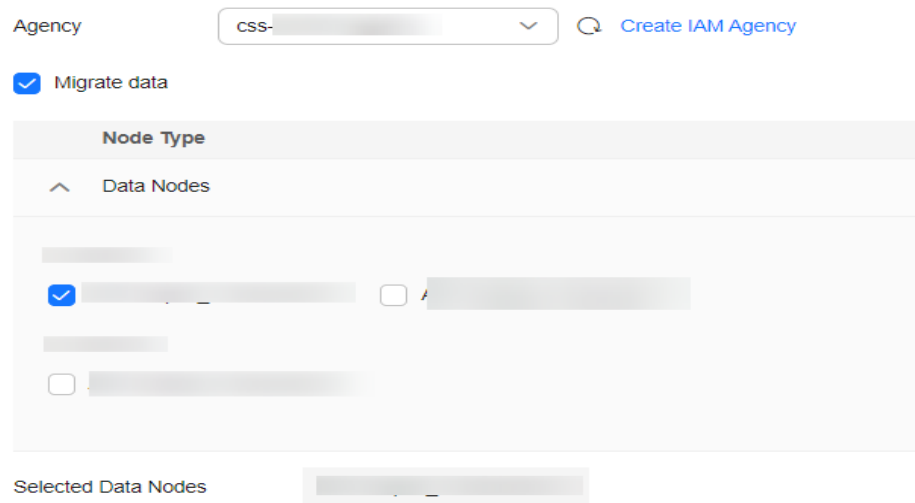 Agency css- Create IAM Agency
Migrate data
Node Type
Data Nodes
Selected Data Nodes